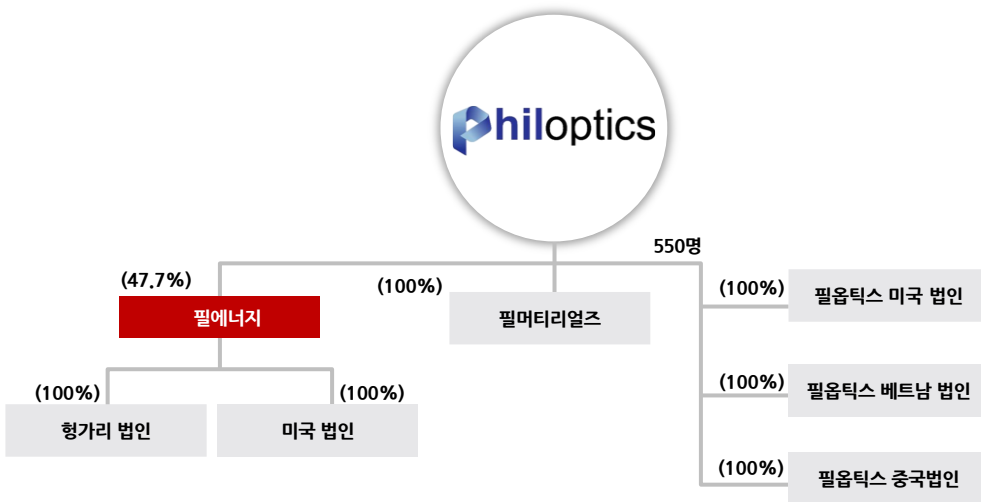 Philoptics
550명
(47.7%)
필에너지
(100%)
필머티리얼즈
(100%)
필옵틱스 미국 법인
(100%)
헝가리 법인
(100%)
미국 법인
(100%)
필옵틱스 베트남 법인
(100%)
필옵틱스 중국법인